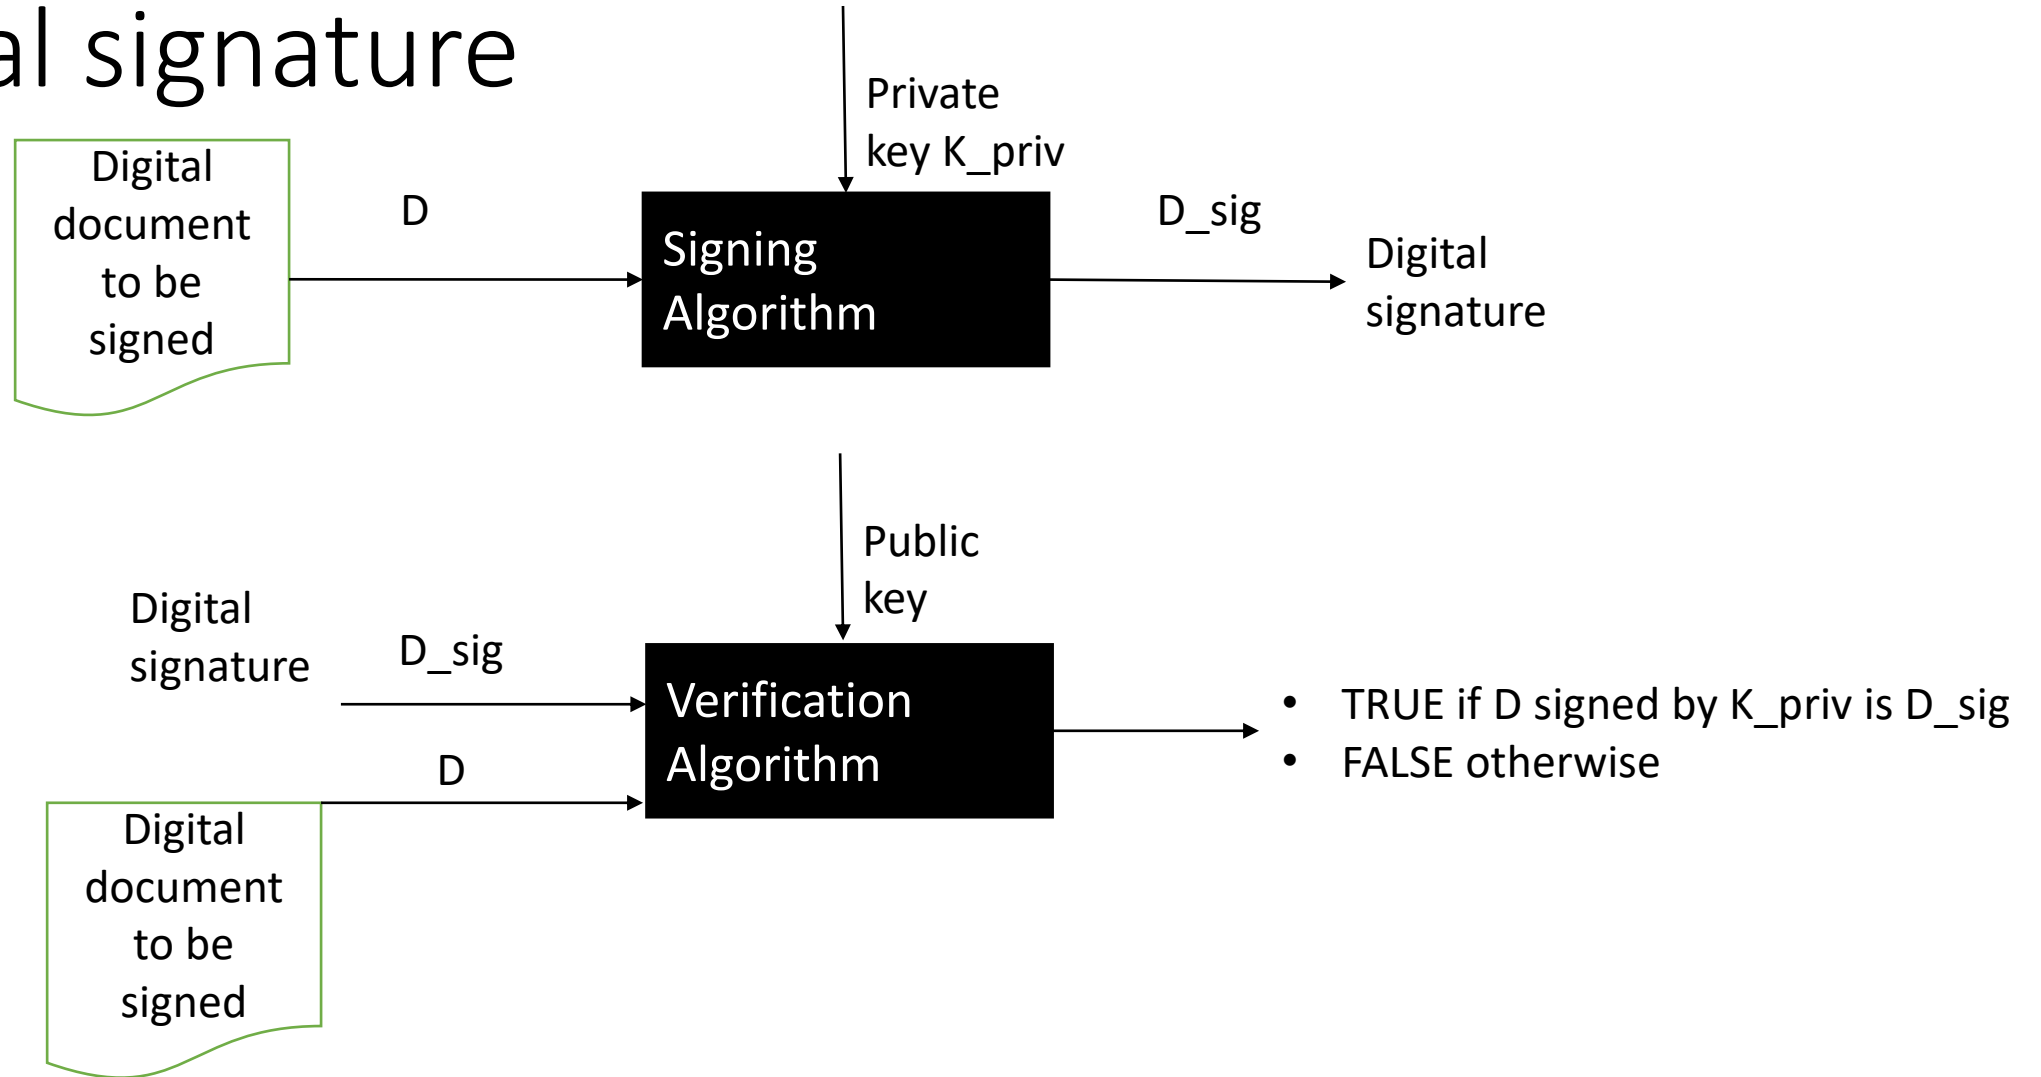 al signature
Private
key K_priv
Digital
document
to be
signed
D
Signing
Algorithm
D_sig
Digital
signature
Public
key
Digital
signature
D_sig
Verification
Algorithm
D
• TRUE if D signed by K_priv is D_sig
• FALSE otherwise
Digital
document
to be
signed